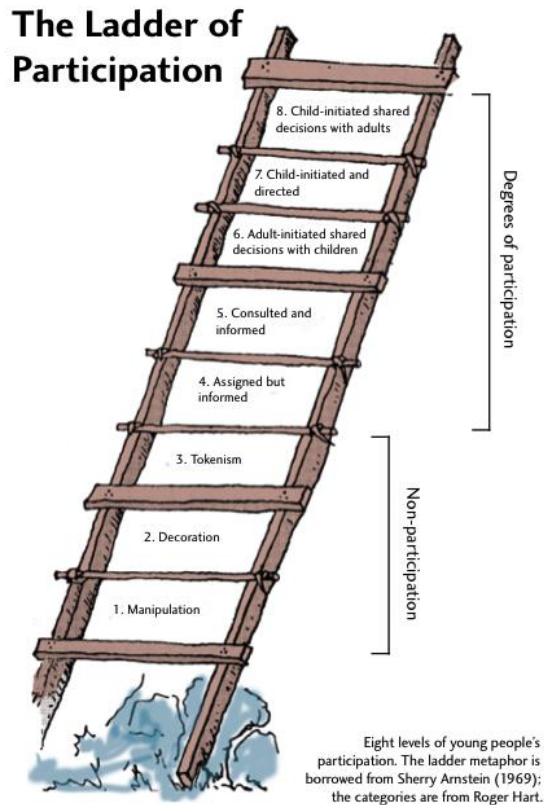 The Ladder of
Participation
8. Child-initiated shared
decisions with adults
7. Child-initiated and
directed
6. Adult-initiated shared
decisions with children
5. Consulted and
informed
4. Assigned but
informed
3. Tokenism
2. Decoration
1. Manipulation
Degrees of participation
Non-participation
Eight levels of young people's
participation. The ladder metaphor is
borrowed from Sherry Arnstein (1969);
the categories are from Roger Hart.